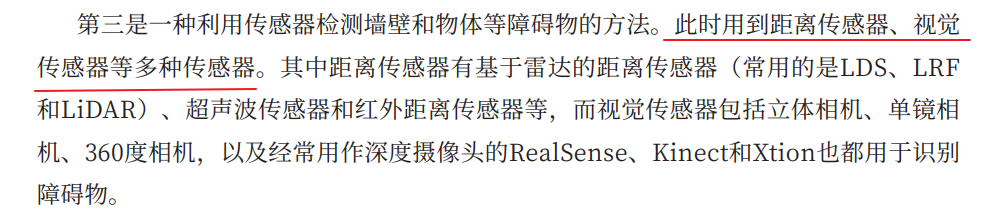 第三是一种利用传感器检测墙壁和物体等障碍物的方法。此时用到距离传感器、视觉
传感器等多种传感器。其中距离传感器有基于雷达的距离传感器（常用的是LDS、LRF
和LiDAR）、超声波传感器和红外距离传感器等，而视觉传感器包括立体相机、单镜相
机、360度相机，以及经常用作深度摄像头的RealSense、Kinect和Xtion也都用于识别
障碍物。